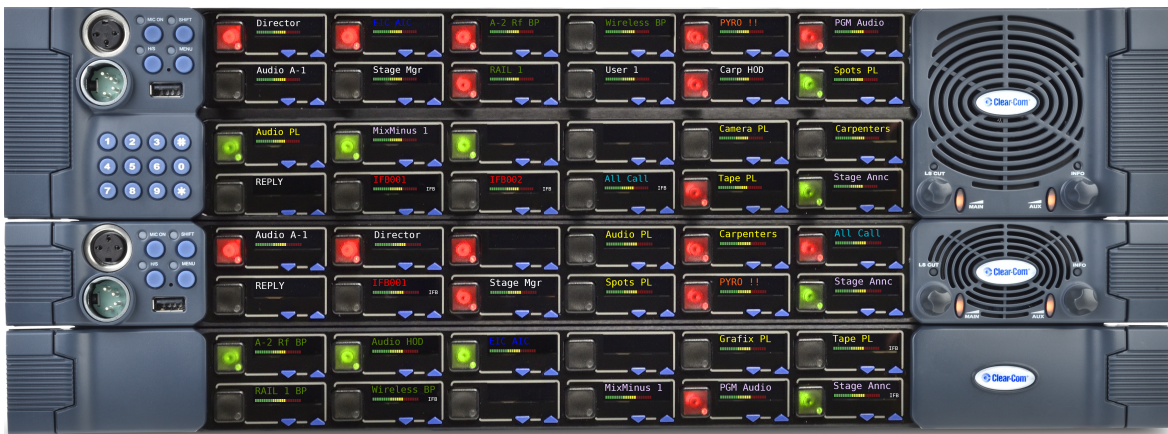 MIC ON SHIFT
H/S MENU
Director EIC AIC A-2 Rf BP Wireless BP PYRO !! PGM Audio
Audio A-1 Stage Mgr RAIL 1 User 1 Carp HOD Spots PL
Clear-Com
1 2 3 #
4 5 6 0
7 8 9 *
Audio PL MixMinus 1 Camera PL Carpenters
REPLY IFB001 IFB IFB002 IFB All Call IFB Tape PL Stage Annc
LS CUT INFO
MAIN AUX
MIC ON SHIFT
H/S MENU
Audio A-1 Director Audio PL Carpenters All Call
REPLY IFB001 IFB Stage Mgr Spots PL PYRO !! Stage Annc
LS CUT INFO
Clear-Com
MAIN AUX
A-2 Rf BP Audio HOD EIC AIC Grafix PL Tape PL IFB
RAIL 1 BP Wireless BP IFB MixMinus 1 PGM Audio Stage Annc IFB
Clear-Com